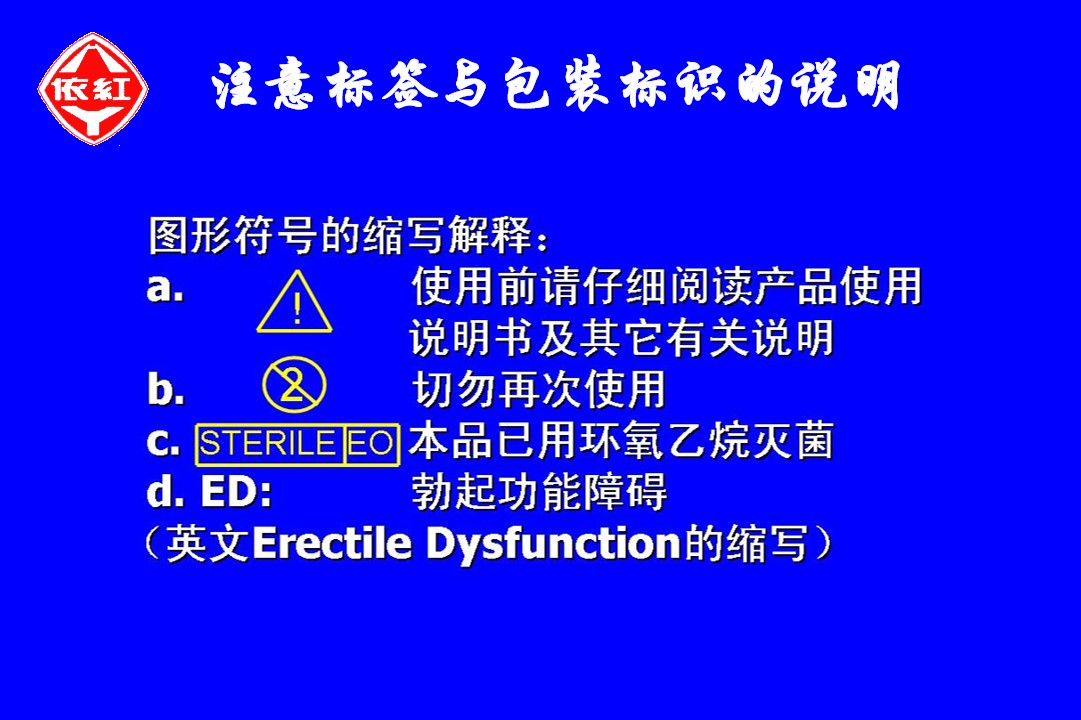 依紅
注意标签与包装标识的说明
图形符号的缩写解释：
a. ! 使用前请仔细阅读产品使用
说明书及其它有关说明
b. 2 切勿再次使用
c. STERILE EO 本品已用环氧乙烷灭菌
d. ED: 勃起功能障碍
（英文Erectile Dysfunction的缩写）